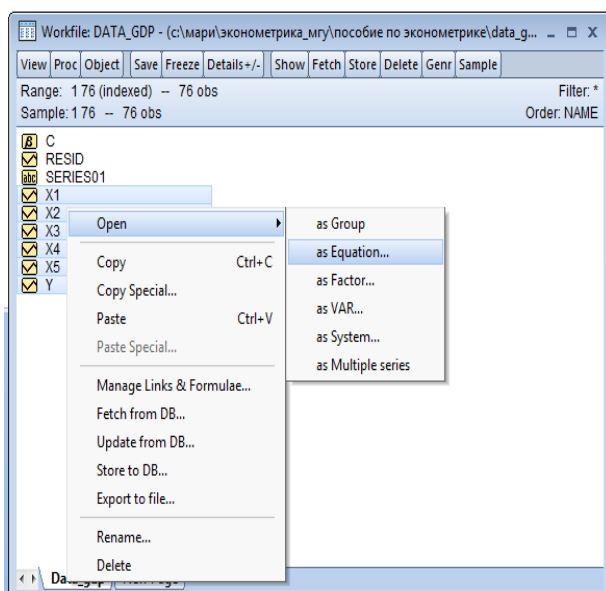 Workfile: DATA_GDP - (c:\мари\эконометрика_мгу\пособие по эконометрике\data_g...
View Proc Object Save Freeze Details+/- Show Fetch Store Delete Genr Sample
Range: 1 76 (indexed) -- 76 obs Filter: *
Sample: 1 76 -- 76 obs Order: NAME
β C
RESID
abc SERIES01
X1
X2
X3
X4
X5
Y
Open
Copy Ctrl+C
Copy Special...
Paste Ctrl+V
Paste Special...
Manage Links & Formulae...
Fetch from DB...
Update from DB...
Store to DB...
Export to file...
Rename...
Delete
as Group
as Equation...
as Factor...
as VAR...
as System...
as Multiple series
Data_gdp New Page